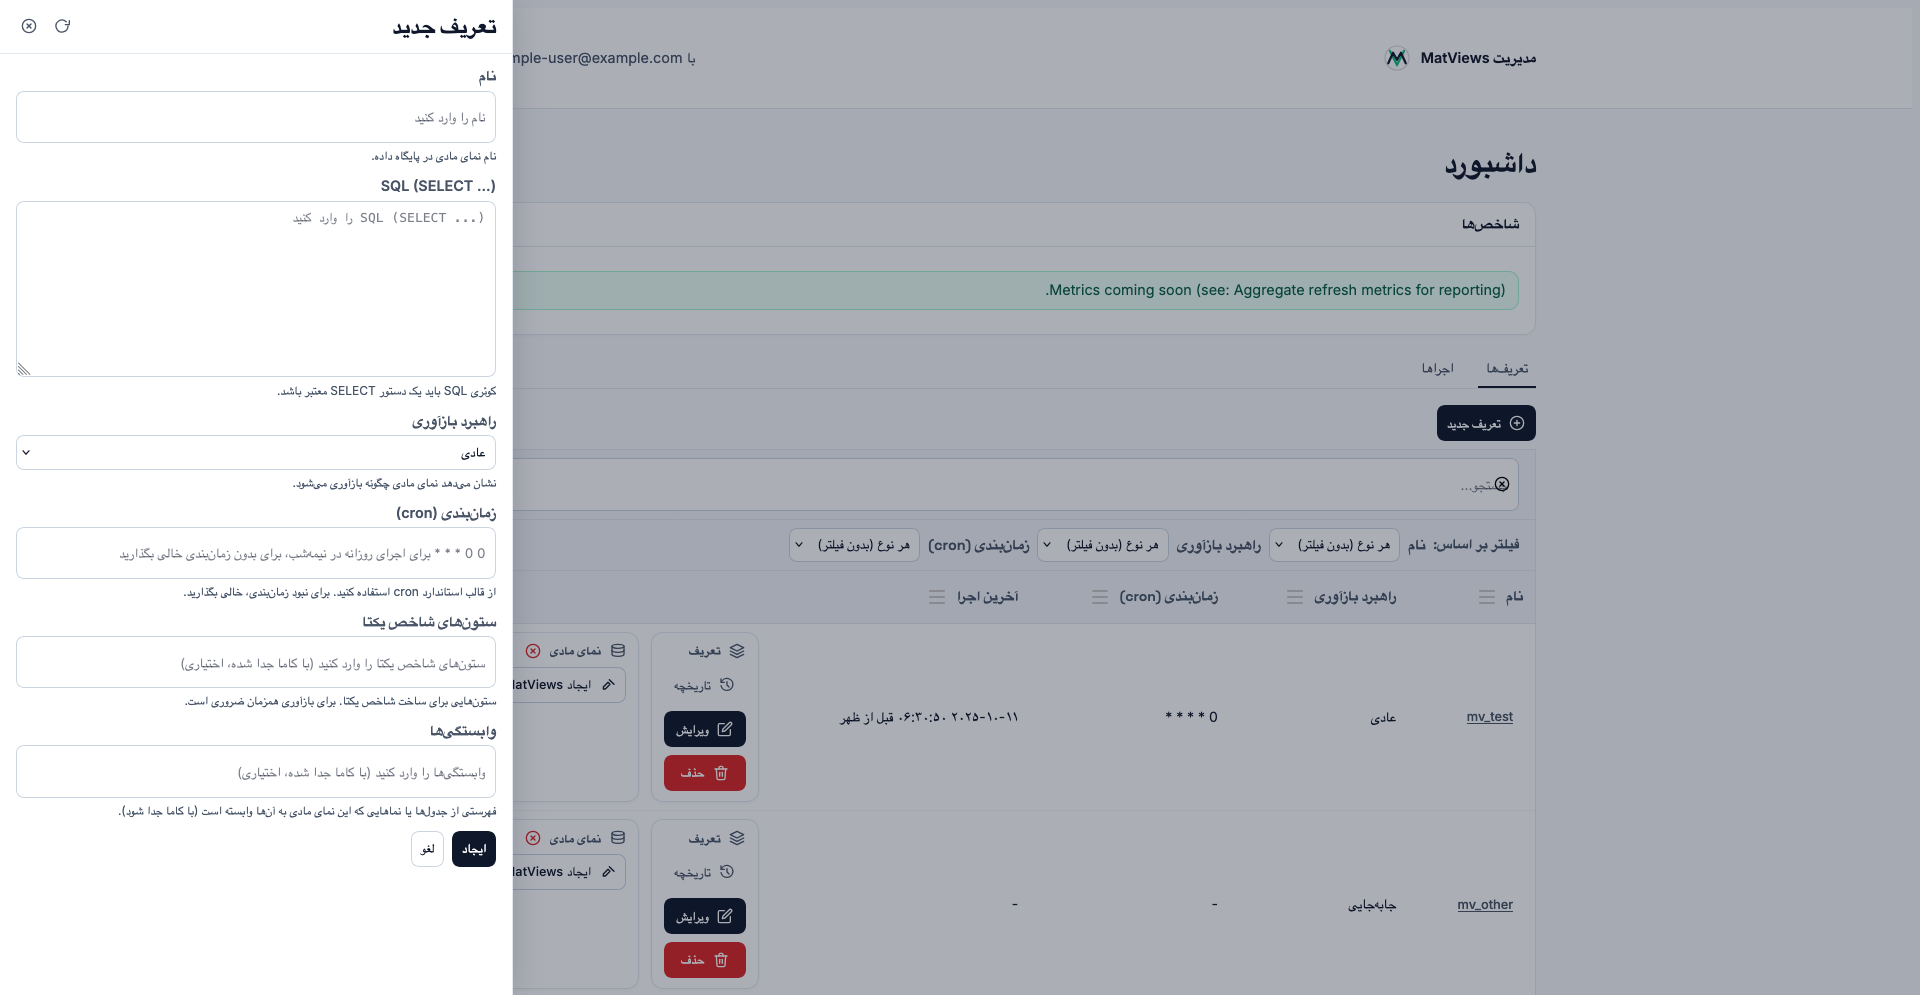 تعریف جدید
نام
نام را وارد کنید
نام نمای مادی در پایگاه داده.
SQL (SELECT ...)
SQL (SELECT ...) را وارد کنید
کوئری SQL باید یک دستور SELECT معتبر باشد.
راهبرد بازآوری
عادی
نشان می‌دهد نمای مادی چگونه بازآوری می‌شود.
زمان‌بندی (cron)
0 0 * * * برای اجرای روزانه در نیمه‌شب، برای بدون زمان‌بندی خالی بگذارید
از قالب استاندارد cron استفاده کنید. برای نبود زمان‌بندی، خالی بگذارید.
ستون‌های شاخص یکتا
ستون‌های شاخص یکتا را وارد کنید (با کاما جدا شده، اختیاری)
ستون‌هایی برای ساخت شاخص یکتا. برای بازآوری همزمان ضروری است.
وابستگی‌ها
وابستگی‌ها را وارد کنید (با کاما جدا شده، اختیاری)
فهرستی از جدول‌ها یا نماهایی که این نمای مادی به آن‌ها وابسته است (با کاما جدا شود).
ایجاد لغو
مدیریت MatViews
با mple-user@example.com
داشبورد
شاخص‌ها
Metrics coming soon (see: Aggregate refresh metrics for reporting).
تعریف‌ها اجراها
تعریف جدید
فیلتر بر اساس: نام هر نوع (بدون فیلتر) راهبرد بازآوری هر نوع (بدون فیلتر) زمان‌بندی (cron) هر نوع (بدون فیلتر)
نام راهبرد بازآوری زمان‌بندی (cron) آخرین اجرا
mv_test عادی 0 * * * * ۲۰۲۵-۱۰-۱۱ ۰۶:۳۰:۵۰ قبل از ظهر
تعریف
تاریخچه
ویرایش
حذف
نمای مادی
ایجاد atViews
mv_other جابه‌جایی - -
تعریف
تاریخچه
ویرایش
حذف
نمای مادی
ایجاد atViews